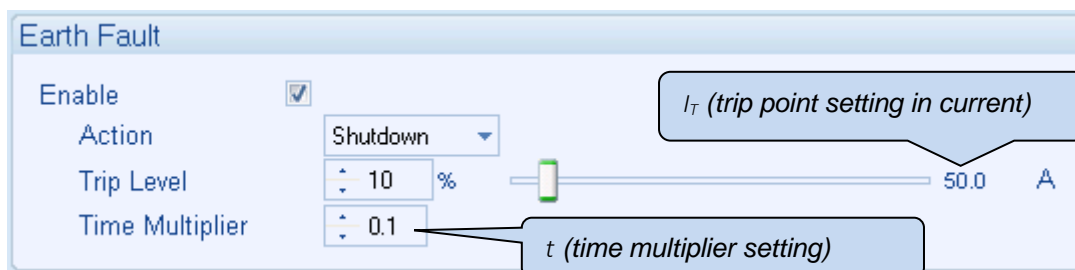 Earth Fault
Enable
I_T (trip point setting in current)
Action Shutdown
Trip Level 10 % 50.0 A
Time Multiplier 0.1
t (time multiplier setting)